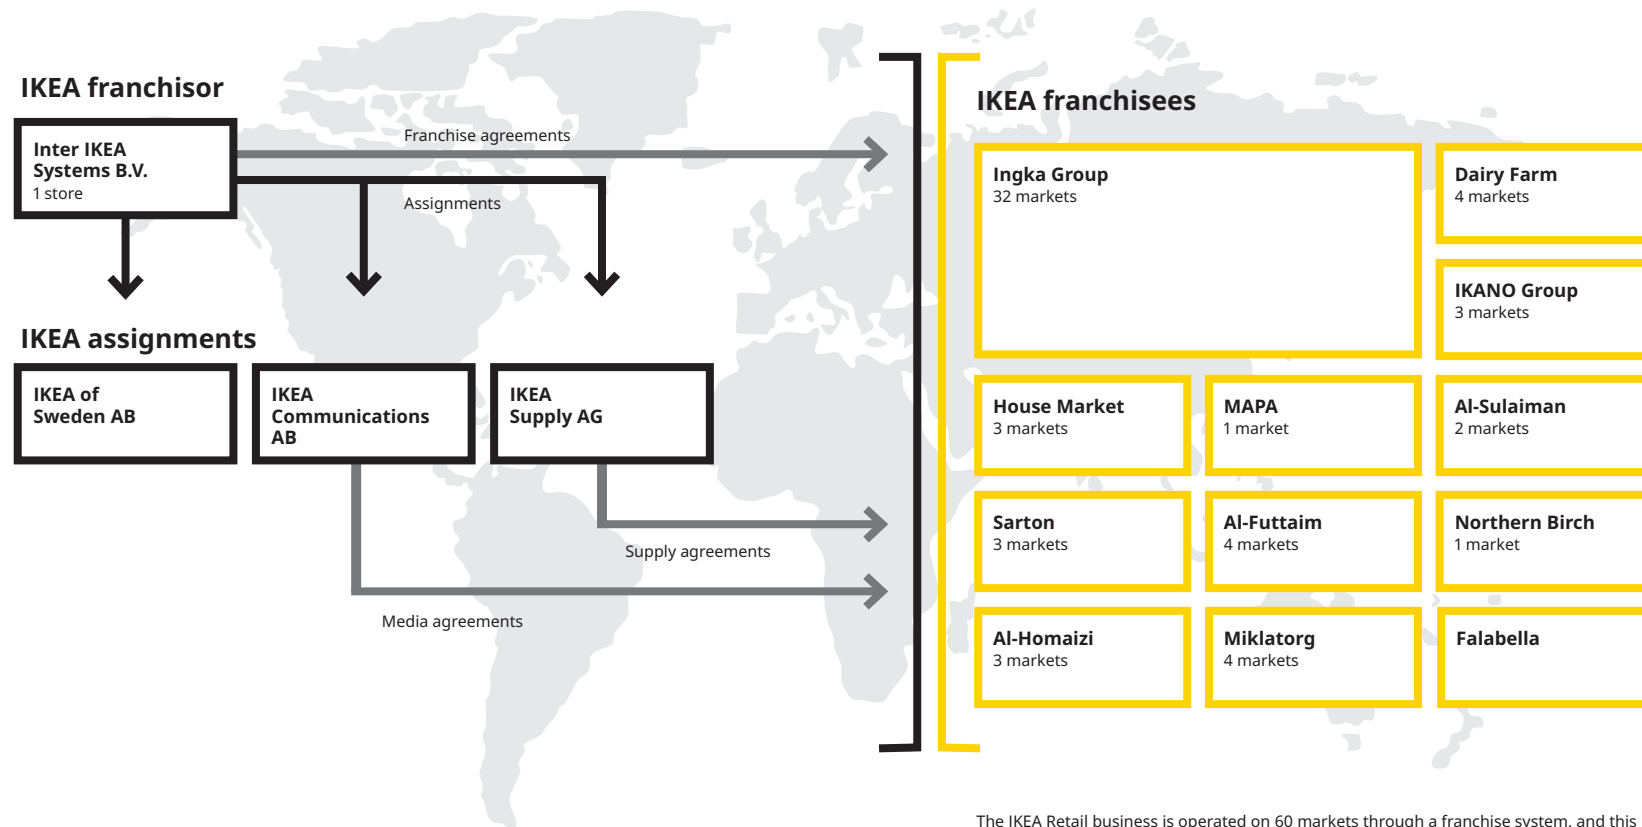 IKEA franchisor
Inter IKEA
Systems B.V.
1 store
Franchise agreements
Assignments
IKEA assignments
IKEA of
Sweden AB
IKEA
Communications
AB
IKEA
Supply AG
Supply agreements
Media agreements
IKEA franchisees
Ingka Group
32 markets
Dairy Farm
4 markets
IKANO Group
3 markets
House Market
3 markets
MAPA
1 market
Al-Sulaiman
2 markets
Sarton
3 markets
Al-Futtaim
4 markets
Northern Birch
1 market
Al-Homaizi
3 markets
Miklatorg
4 markets
Falabella
The IKEA Retail business is operated on 60 markets through a franchise system, and this